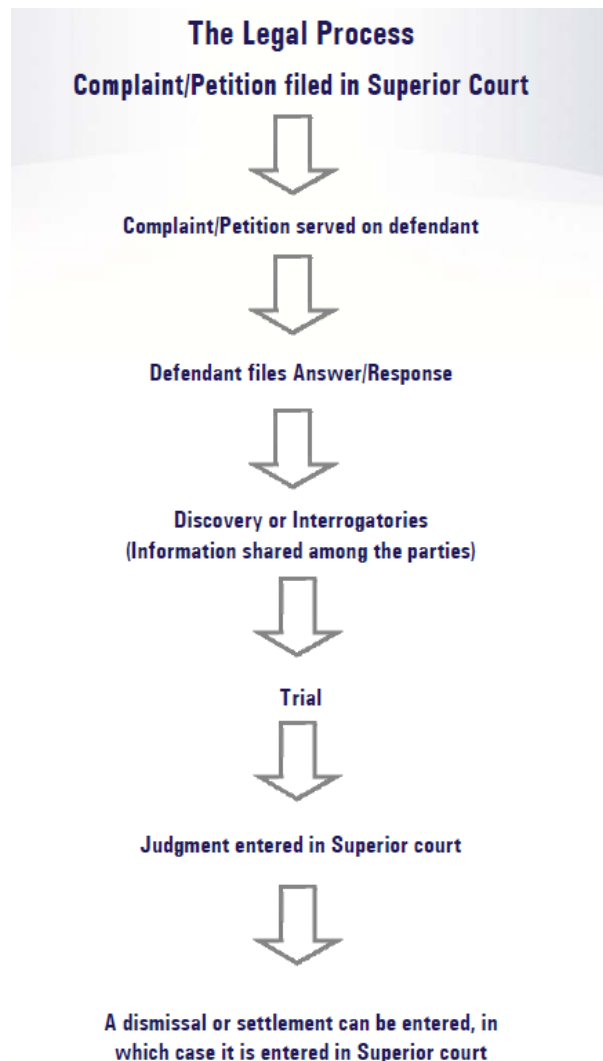 The Legal Process
Complaint/Petition filed in Superior Court
Complaint/Petition served on defendant
Defendant files Answer/Response
Discovery or Interrogatories
(Information shared among the parties)
Trial
Judgment entered in Superior court
A dismissal or settlement can be entered, in
which case it is entered in Superior court